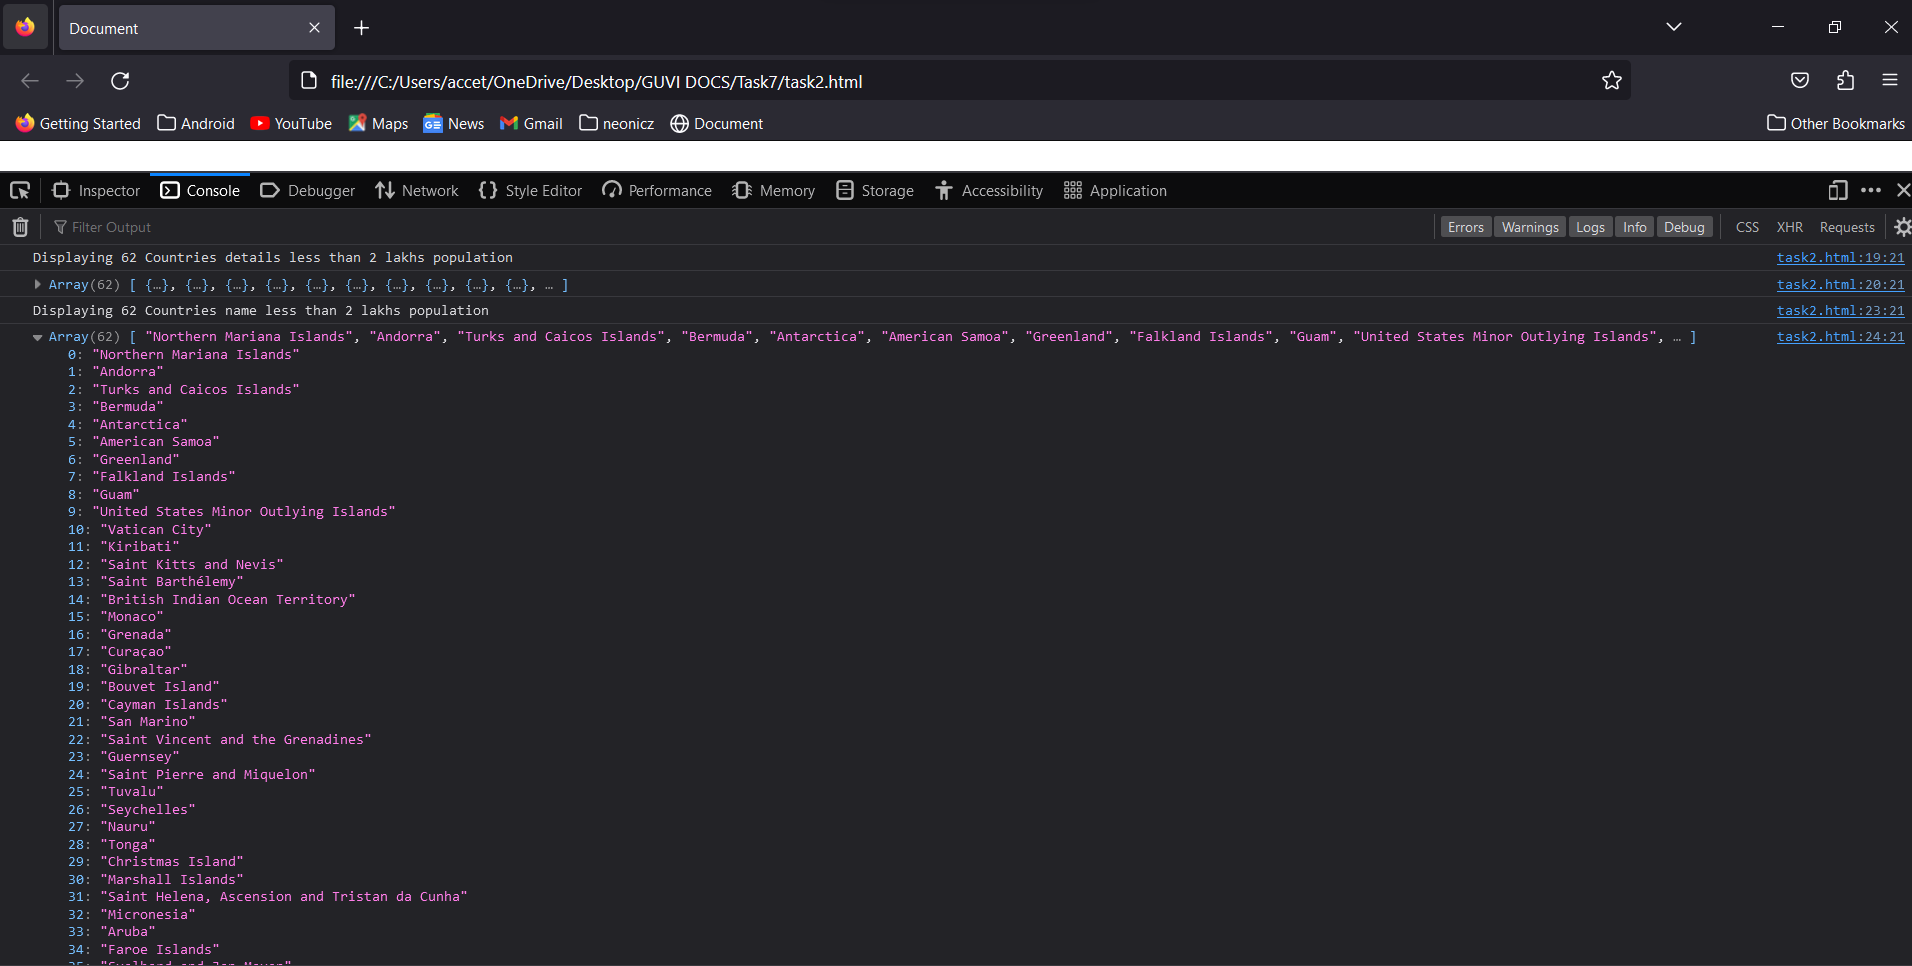 Document
file:///C:/Users/accet/OneDrive/Desktop/GUVI DOCS/Task7/task2.html
Getting Started Android YouTube Maps News Gmail neonicz Document Other Bookmarks
Inspector Console Debugger Network Style Editor Performance Memory Storage Accessibility Application
Filter Output Errors Warnings Logs Info Debug CSS XHR Requests
Displaying 62 Countries details less than 2 lakhs population task2.html:19:21
Array(62) [ {…}, {…}, {…}, {…}, {…}, {…}, {…}, {…}, {…}, {…}, … ] task2.html:20:21
Displaying 62 Countries name less than 2 lakhs population task2.html:23:21
Array(62) [ "Northern Mariana Islands", "Andorra", "Turks and Caicos Islands", "Bermuda", "Antarctica", "American Samoa", "Greenland", "Falkland Islands", "Guam", "United States Minor Outlying Islands", … ] task2.html:24:21
0: "Northern Mariana Islands"
1: "Andorra"
2: "Turks and Caicos Islands"
3: "Bermuda"
4: "Antarctica"
5: "American Samoa"
6: "Greenland"
7: "Falkland Islands"
8: "Guam"
9: "United States Minor Outlying Islands"
10: "Vatican City"
11: "Kiribati"
12: "Saint Kitts and Nevis"
13: "Saint Barthélemy"
14: "British Indian Ocean Territory"
15: "Monaco"
16: "Grenada"
17: "Curaçao"
18: "Gibraltar"
19: "Bouvet Island"
20: "Cayman Islands"
21: "San Marino"
22: "Saint Vincent and the Grenadines"
23: "Guernsey"
24: "Saint Pierre and Miquelon"
25: "Tuvalu"
26: "Seychelles"
27: "Nauru"
28: "Tonga"
29: "Christmas Island"
30: "Marshall Islands"
31: "Saint Helena, Ascension and Tristan da Cunha"
32: "Micronesia"
33: "Aruba"
34: "Faroe Islands"